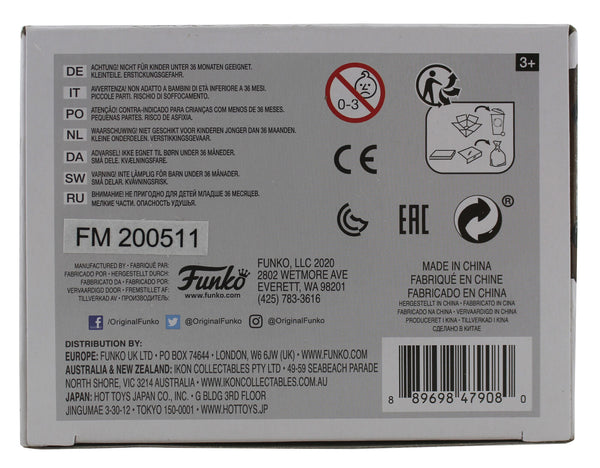 DE ACHTUNG! NICHT FÜR KINDER UNTER 36 MONATEN GEEIGNET.
KLEINTEILE. ERSTICKUNGSGEFAHR.
IT AVVERTENZA! NON ADATTO A BAMBINI DI ETÀ INFERIORE A 36 MESI.
PICCOLE PARTI. RISCHIO DI SOFFOCAMENTO.
PO ATENÇÃO! CONTRA-INDICADO PARA CRIANÇAS COM MENOS DE 36 MESES.
PEQUENAS PARTES. RISCO DE ASFIXIA.
NL WAARSCHUWING! NIET GESCHIKT VOOR KINDEREN JONGER DAN 36 MAANDEN.
KLEINE ONDERDELEN. VERSTIKKINGSGEVAAR.
DA ADVARSEL! IKKE EGNET TIL BØRN UNDER 36 MÅNEDER.
SMÅ DELE. KVÆLNINGSFARE.
SW VARNING! INTE LÄMPLIG FÖR BARN UNDER 36 MÅNADER.
SMÅ DELAR. KVÄVNINGSRISK.
RU ВНИМАНИЕ! НЕ ПРИГОДНО ДЛЯ ДЕТЕЙ МЛАДШЕ 36 МЕСЯЦЕВ.
МЕЛКИЕ ЧАСТИ. ОПАСНОСТЬ УДУШЬЯ.
0-3
3+
CE
EAC
®
FM 200511
MANUFACTURED BY • FABRIQUÉ PAR:
FABRICADO POR • HERGESTELLT DURCH:
FABBRICATO DA • FABRICADO POR:
VERVAARDIGD DOOR • FREMSTILLET AF:
TILLVERKAD AV • ПРОИЗВОДИТЕЛЬ:
Funko
www.funko.com
FUNKO, LLC 2020
2802 WETMORE AVE
EVERETT, WA 98201
(425) 783-3616
MADE IN CHINA
FABRIQUÉ EN CHINE
FABRICADO EN CHINA
HERGESTELLT IN CHINA • FABBRICATO IN CINA
FABRICADO NA CHINA • VERVAARDIGD IN CHINA
PRODUCERET I KINA • TILLVERKAD I KINA
СДЕЛАНО В КИТАЕ
/OriginalFunko @OriginalFunko @OriginalFunko
DISTRIBUTION BY:
EUROPE: FUNKO UK LTD • PO BOX 74644 • LONDON, W6 6JW (UK) • WWW.FUNKO.COM
AUSTRALIA & NEW ZEALAND: IKON COLLECTABLES PTY LTD • 49-59 SEABEACH PARADE
NORTH SHORE, VIC 3214 AUSTRALIA • WWW.IKONCOLLECTABLES.COM.AU
JAPAN: HOT TOYS JAPAN CO., INC. • G BLDG 3RD FLOOR
JINGUMAE 3-30-12 • TOKYO 150-0001 • WWW.HOTTOYS.JP
8 89698 47908 0